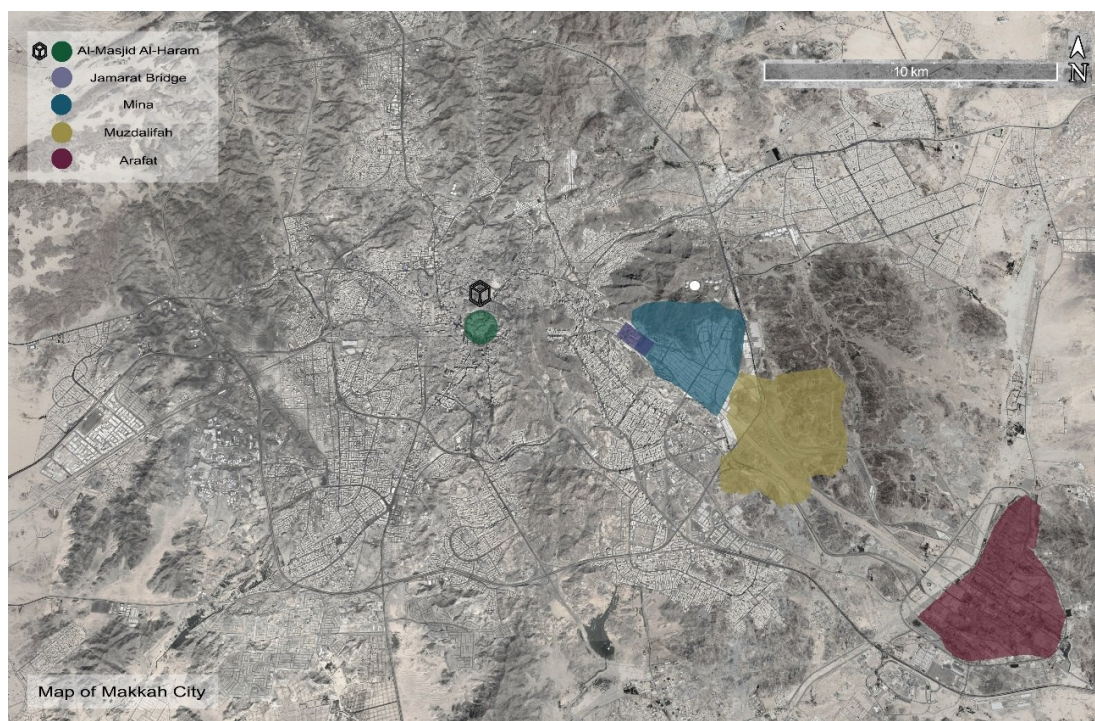 Al-Masjid Al-Haram
Jamarat Bridge
Mina
Muzdalifah
Arafat
10 km
N
Map of Makkah City